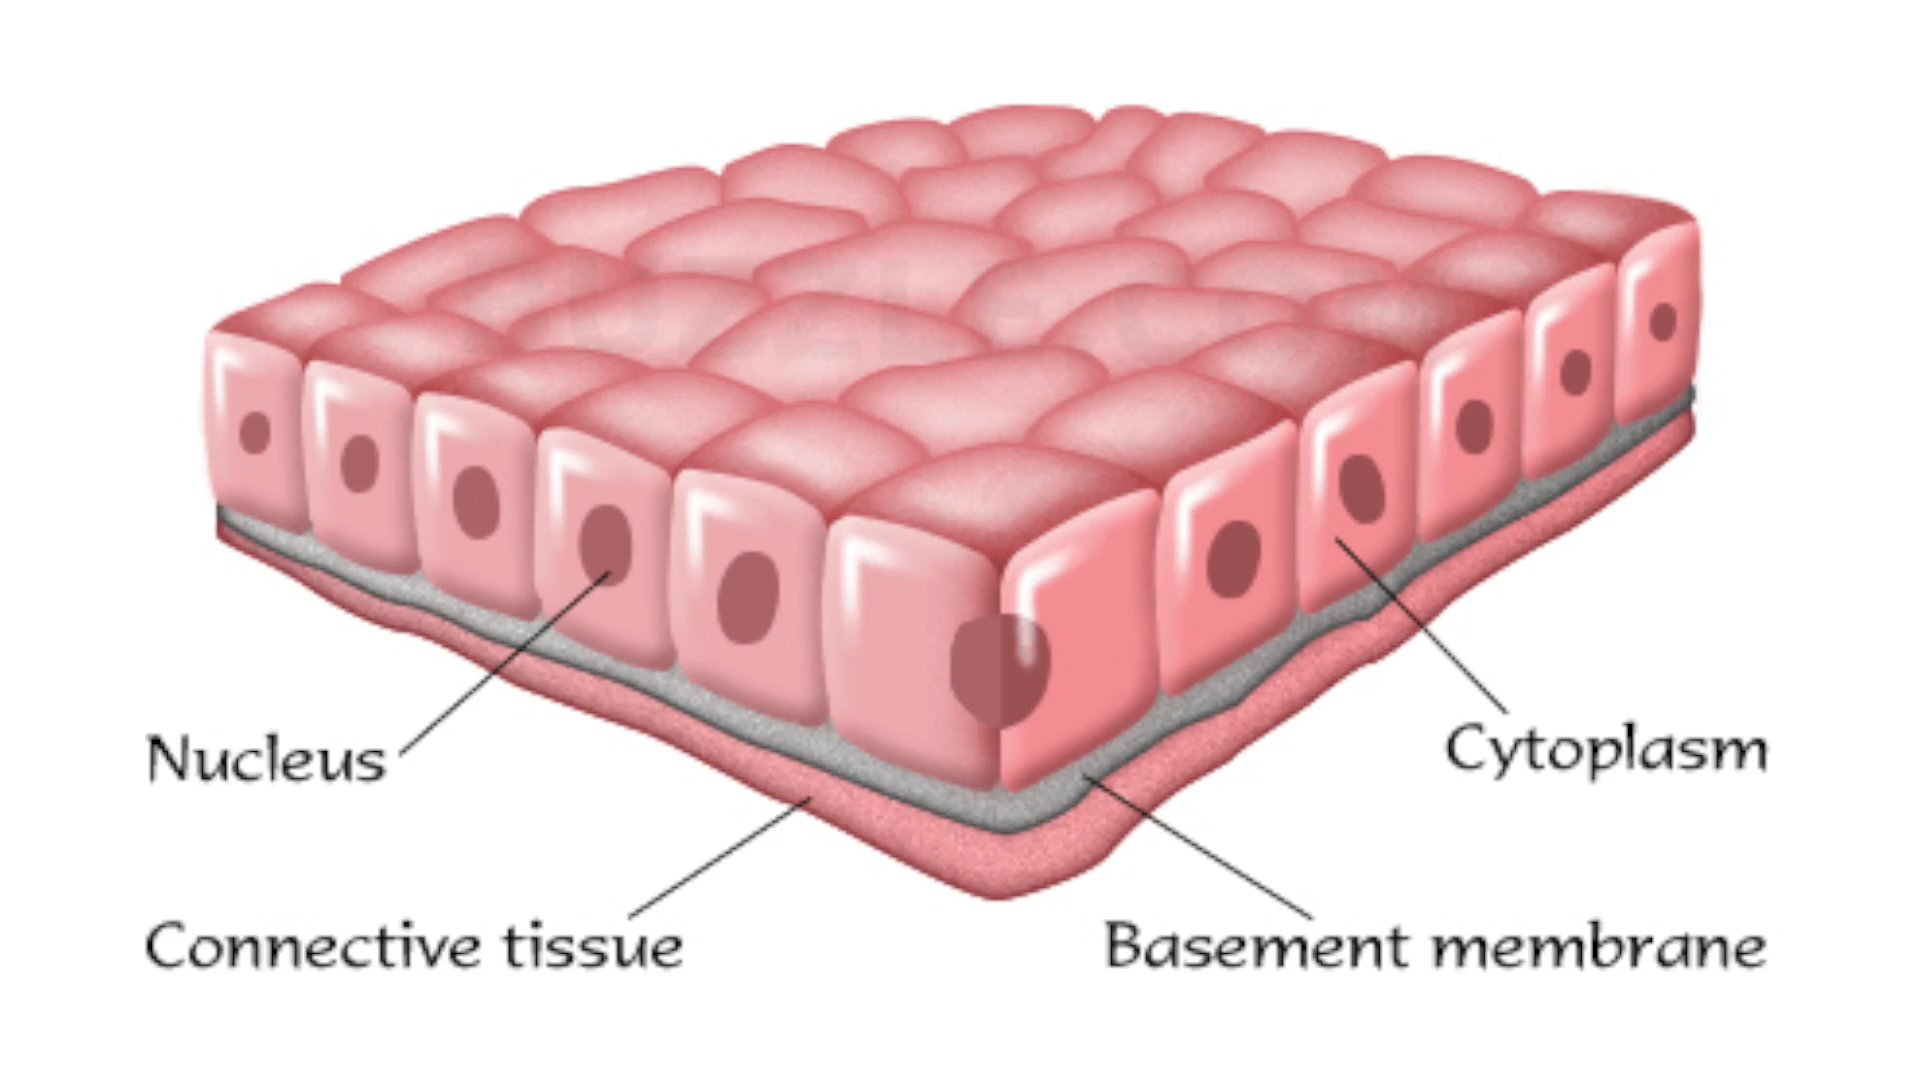 Nucleus
Cytoplasm
Connective tissue
Basement membrane